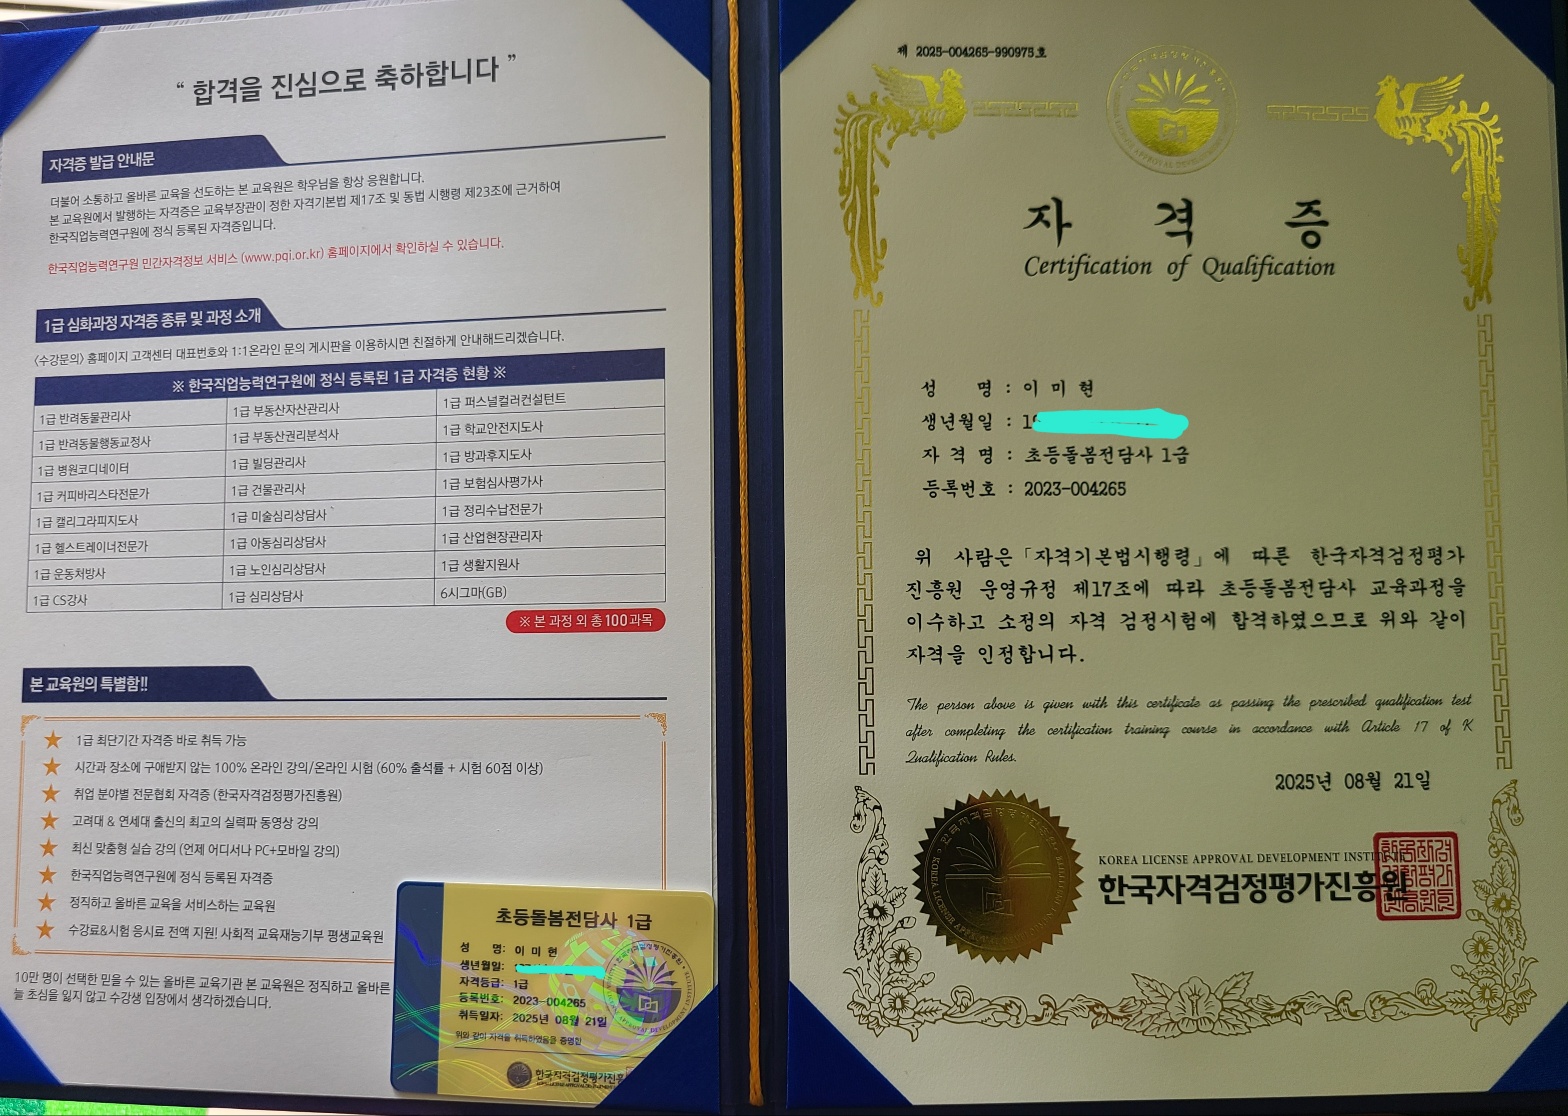 “ 합격을 진심으로 축하합니다 ”
자격증 발급 안내문
더불어 소통하고 올바른 교육을 선도하는 본 교육원은 학우님을 항상 응원합니다.
본 교육원에서 발행하는 자격증은 교육부장관이 정한 자격기본법 제17조 및 동법 시행령 제23조에 근거하여
한국직업능력연구원에 정식 등록된 자격증입니다.
한국직업능력연구원 민간자격정보 서비스 (www.pqi.or.kr) 홈페이지에서 확인하실 수 있습니다.
1급 심화과정 자격증 종류 및 과정 소개
<수강문의> 홈페이지 고객센터 대표번호와 1:1온라인 문의 게시판을 이용하시면 친절하게 안내해드리겠습니다.
※ 한국직업능력연구원에 정식 등록된 1급 자격증 현황 ※
1급 반려동물관리사 1급 부동산자산관리사 1급 퍼스널컬러컨설턴트
1급 반려동물행동교정사 1급 부동산권리분석사 1급 학교안전지도사
1급 병원코디네이터 1급 빌딩관리사 1급 방과후지도사
1급 커피바리스타전문가 1급 건물관리사 1급 보험심사평가사
1급 캘리그라피지도사 1급 미술심리상담사 1급 정리수납전문가
1급 헬스트레이너전문가 1급 아동심리상담사 1급 산업현장관리자
1급 운동처방사 1급 노인심리상담사 1급 생활지원사
1급 CS강사 1급 심리상담사 6시그마(GB)
※ 본 과정 외 총 100과목
본 교육원의 특별함!!
1급 최단기간 자격증 바로 취득 가능
시간과 장소에 구애받지 않는 100% 온라인 강의/온라인 시험 (60% 출석률 + 시험 60점 이상)
취업 분야별 전문협회 자격증 (한국자격검정평가진흥원)
고려대 & 연세대 출신의 최고의 실력파 동영상 강의
최신 맞춤형 실습 강의 (언제 어디서나 PC+모바일 강의)
한국직업능력연구원에 정식 등록된 자격증
정직하고 올바른 교육을 서비스하는 교육원
수강료&시험 응시료 전액 지원! 사회적 교육재능기부 평생교육원
10만 명이 선택한 믿을 수 있는 올바른 교육기관 본 교육원은 정직하고 올바른
늘 초심을 잊지 않고 수강생 입장에서 생각하겠습니다.
초등돌봄전담사 1급
성 명: 이 미 현
생년월일:
자격등급: 1급
등록번호: 2023-004265
취득일자: 2025년 08월 21일
위와 같이 자격을 취득하였음을 증명함
한국자격검정평가진흥
제 2025-004265-990975호
자 격 증
Certification of Qualification
성 명 : 이 미 현
생년월일 : 1
자 격 명 : 초등돌봄전담사 1급
등록번호 : 2023-004265
위 사람은「자격기본법시행령」에 따른 한국자격검정평가
진흥원 운영규정 제17조에 따라 초등돌봄전담사 교육과정을
이수하고 소정의 자격 검정시험에 합격하였으므로 위와 같이
자격을 인정합니다.
The person above is given with this certificate as passing the prescribed qualification test
after completing the certification training course in accordance with Article 17 of K
Qualification Rules.
2025년 08월 21일
KOREA LICENSE APPROVAL DEVELOPMENT INSTI
한국자격검정평가진흥원